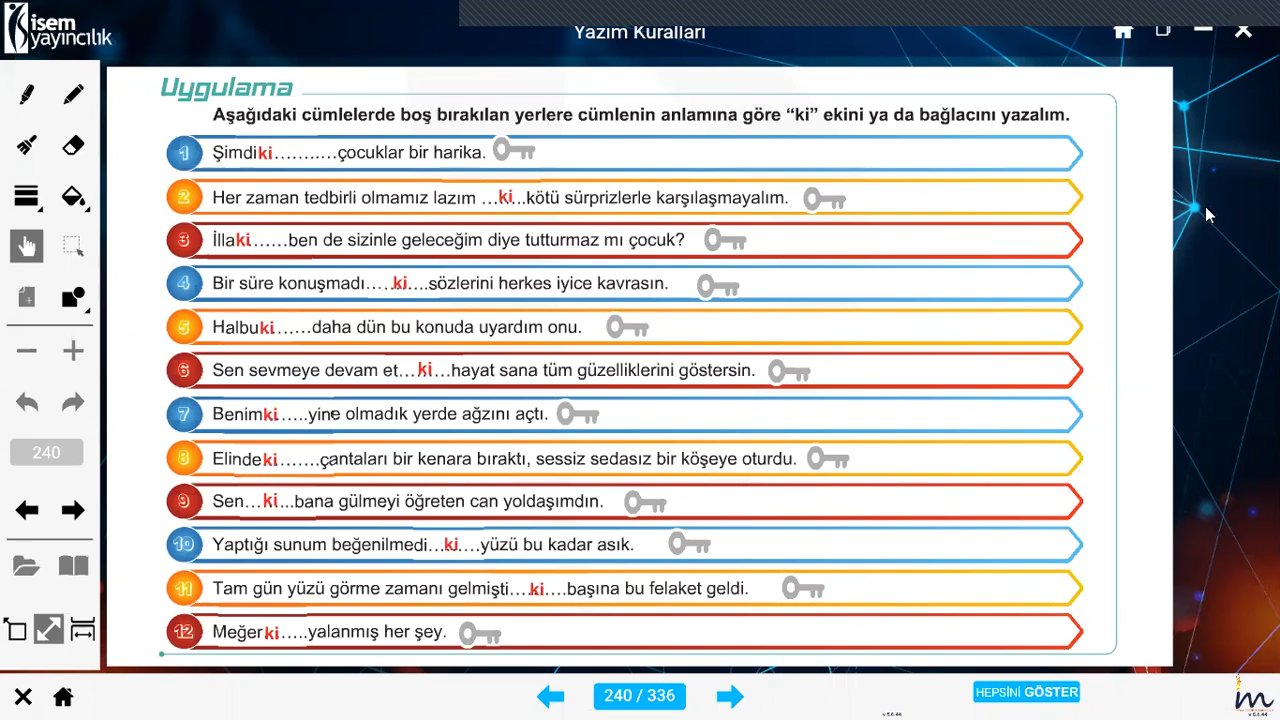 isem
yayıncılık
Yazım Kuralları
Uygulama
Aşağıdaki cümlelerde boş bırakılan yerlere cümlenin anlamına göre “ki” ekini ya da bağlacını yazalım.
1 Şimdiki…….….çocuklar bir harika.
2 Her zaman tedbirli olmamız lazım …ki…kötü sürprizlerle karşılaşmayalım.
3 İllaki……ben de sizinle geleceğim diye tutturmaz mı çocuk?
4 Bir süre konuşmadı…..ki….sözlerini herkes iyice kavrasın.
5 Halbuki……daha dün bu konuda uyardım onu.
6 Sen sevmeye devam et…ki…hayat sana tüm güzelliklerini göstersin.
7 Benimki…..yine olmadık yerde ağzını açtı.
8 Elindeki…….çantaları bir kenara bıraktı, sessiz sedasız bir köşeye oturdu.
9 Sen…ki…bana gülmeyi öğreten can yoldaşımdın.
10 Yaptığı sunum beğenilmedi…ki….yüzü bu kadar asık.
11 Tam gün yüzü görme zamanı gelmişti…ki….başına bu felaket geldi.
12 Meğerki…..yalanmış her şey.
240
240 / 336
HEPSİNİ GÖSTER
v 5.6.44
m
v 5.6.44